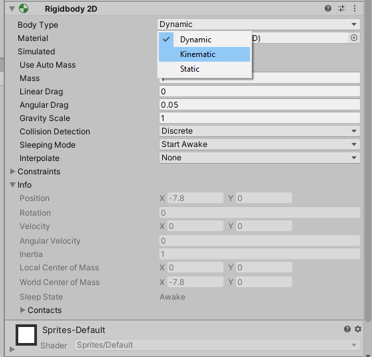 Rigidbody 2D
Body Type Dynamic
Material D)
Dynamic
Simulated
Kinematic
Use Auto Mass
Static
Mass
Linear Drag 0
Angular Drag 0.05
Gravity Scale 1
Collision Detection Discrete
Sleeping Mode Start Awake
Interpolate None
Constraints
Info
Position X -7.8 Y 0
Rotation 0
Velocity X 0 Y 0
Angular Velocity 0
Inertia 1
Local Center of Mass X 0 Y 0
World Center of Mass X -7.8 Y 0
Sleep State Awake
Contacts
Sprites-Default
Shader Sprites/Default